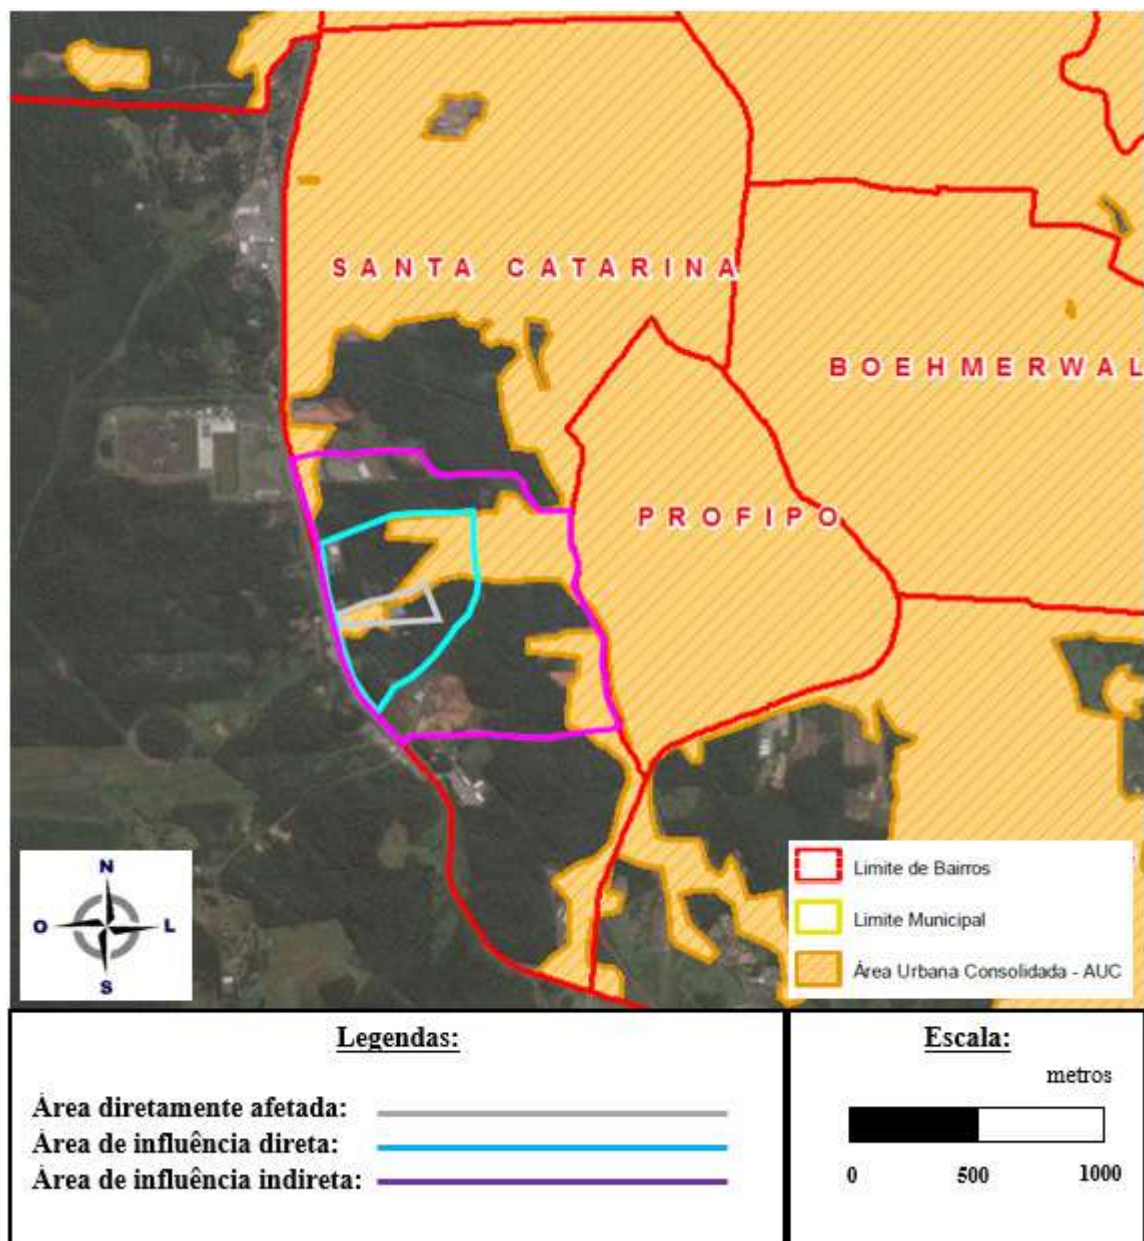 SANTA CATARINA
BOEHMERWAL
PROFIPO
N
O L
S
Limite de Bairros
Limite Municipal
Área Urbana Consolidada - AUC
Legendas:
Área diretamente afetada:
Área de influência direta:
Área de influência indireta:
Escala:
metros
0 500 1000